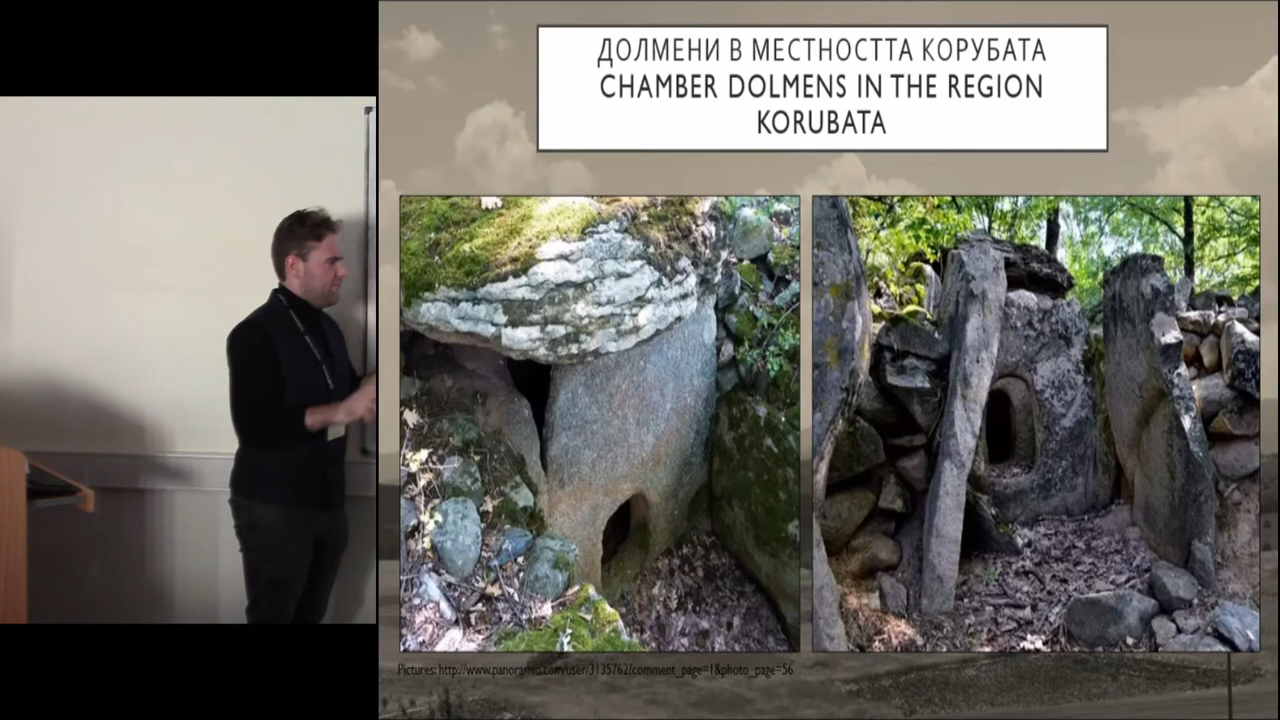 ДОЛМЕНИ В МЕСТНОСТТА КОРУБАТА
CHAMBER DOLMENS IN THE REGION
KORUBATA
Pictures: http://www.panoramio.com/user/3135762?comment_page=1&photo_page=56